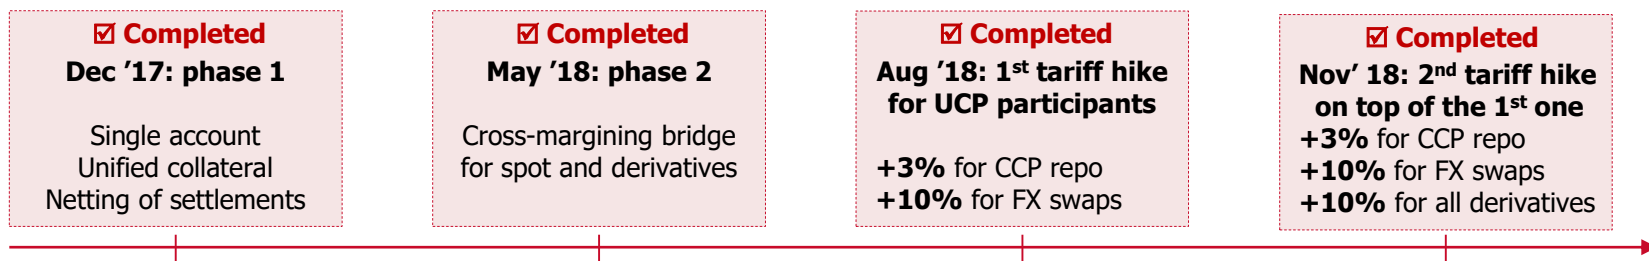 ☑ Completed
Dec ’17: phase 1
Single account
Unified collateral
Netting of settlements
☑ Completed
May ’18: phase 2
Cross-margining bridge
for spot and derivatives
☑ Completed
Aug ’18: 1st tariff hike
for UCP participants
+3% for CCP repo
+10% for FX swaps
☑ Completed
Nov’ 18: 2nd tariff hike
on top of the 1st one
+3% for CCP repo
+10% for FX swaps
+10% for all derivatives